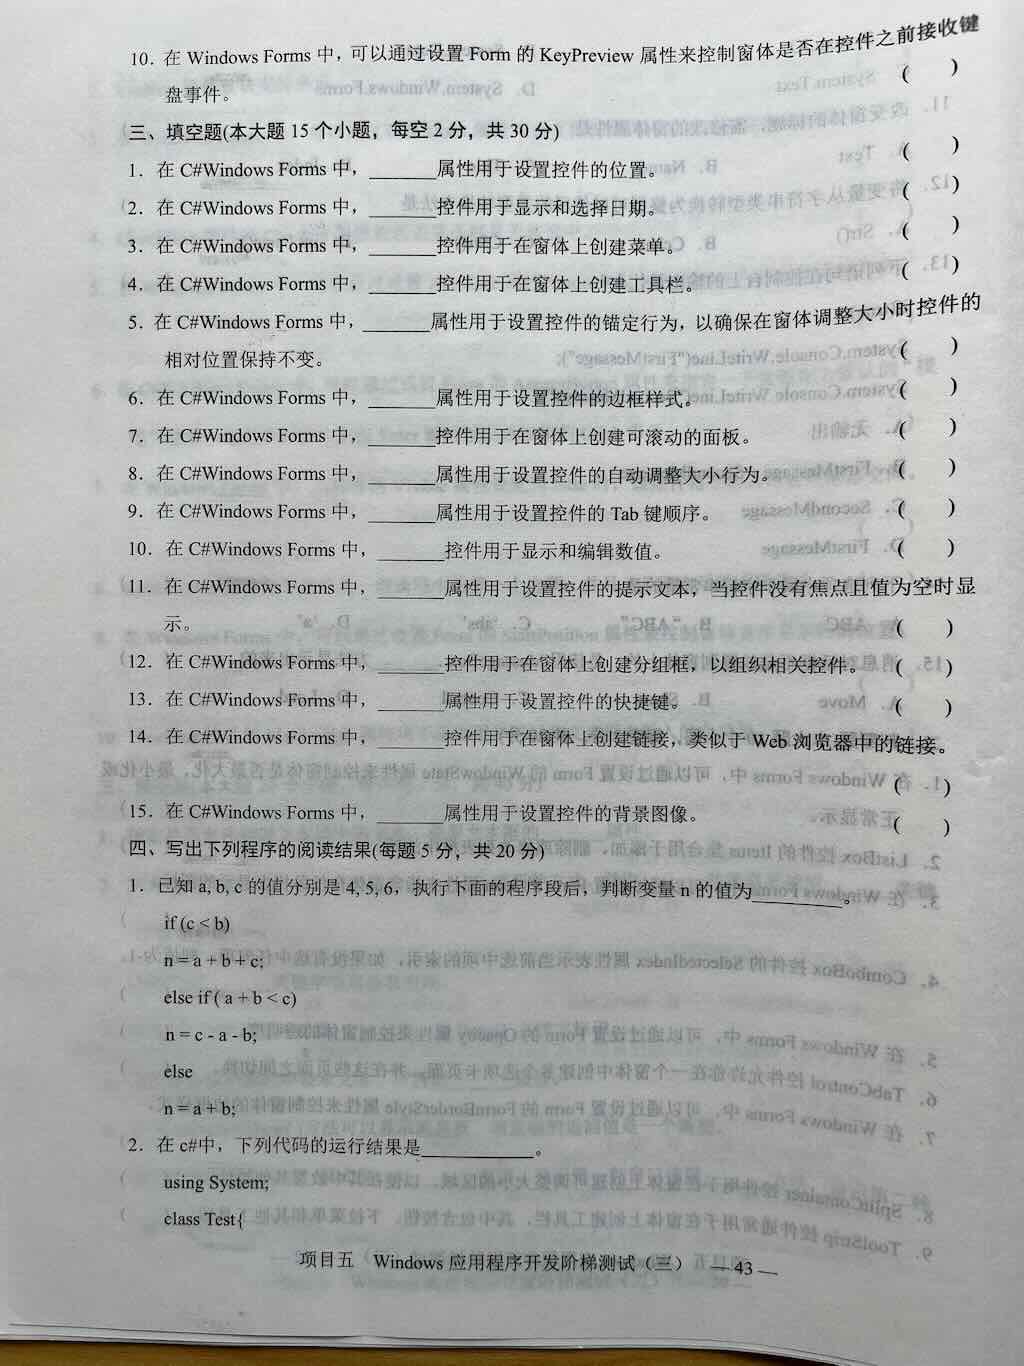 10．在 Windows Forms 中，可以通过设置 Form 的 KeyPreview 属性来控制窗体是否在控件之前接收键
盘事件。 (    )
三、填空题(本大题 15 个小题，每空 2 分，共 30 分)
1．在 C#Windows Forms 中，_______属性用于设置控件的位置。 (    )
2．在 C#Windows Forms 中，_______控件用于显示和选择日期。 (    )
3．在 C#Windows Forms 中，_______控件用于在窗体上创建菜单。 (    )
4．在 C#Windows Forms 中，_______控件用于在窗体上创建工具栏。 (    )
5．在 C#Windows Forms 中，_______属性用于设置控件的锚定行为，以确保在窗体调整大小时控件的
相对位置保持不变。 (    )
6．在 C#Windows Forms 中，_______属性用于设置控件的边框样式。 (    )
7．在 C#Windows Forms 中，_______控件用于在窗体上创建可滚动的面板。 (    )
8．在 C#Windows Forms 中，_______属性用于设置控件的自动调整大小行为。 (    )
9．在 C#Windows Forms 中，_______属性用于设置控件的 Tab 键顺序。 (    )
10．在 C#Windows Forms 中，_______控件用于显示和编辑数值。 (    )
11．在 C#Windows Forms 中，_______属性用于设置控件的提示文本，当控件没有焦点且值为空时显
示。 (    )
12．在 C#Windows Forms 中，_______控件用于在窗体上创建分组框，以组织相关控件。 (    )
13．在 C#Windows Forms 中，_______属性用于设置控件的快捷键。 (    )
14．在 C#Windows Forms 中，_______控件用于在窗体上创建链接，类似于 Web 浏览器中的链接。
(    )
15．在 C#Windows Forms 中，_______属性用于设置控件的背景图像。 (    )
四、写出下列程序的阅读结果(每题 5 分，共 20 分)
1．已知 a, b, c 的值分别是 4, 5, 6，执行下面的程序段后，判断变量 n 的值为__________。
if (c < b)
n = a + b + c;
else if ( a + b < c)
n = c - a - b;
else
n = a + b;
2．在 c#中，下列代码的运行结果是____________。
using System;
class Test{
项目五　Windows 应用程序开发阶梯测试（三） — 43 —